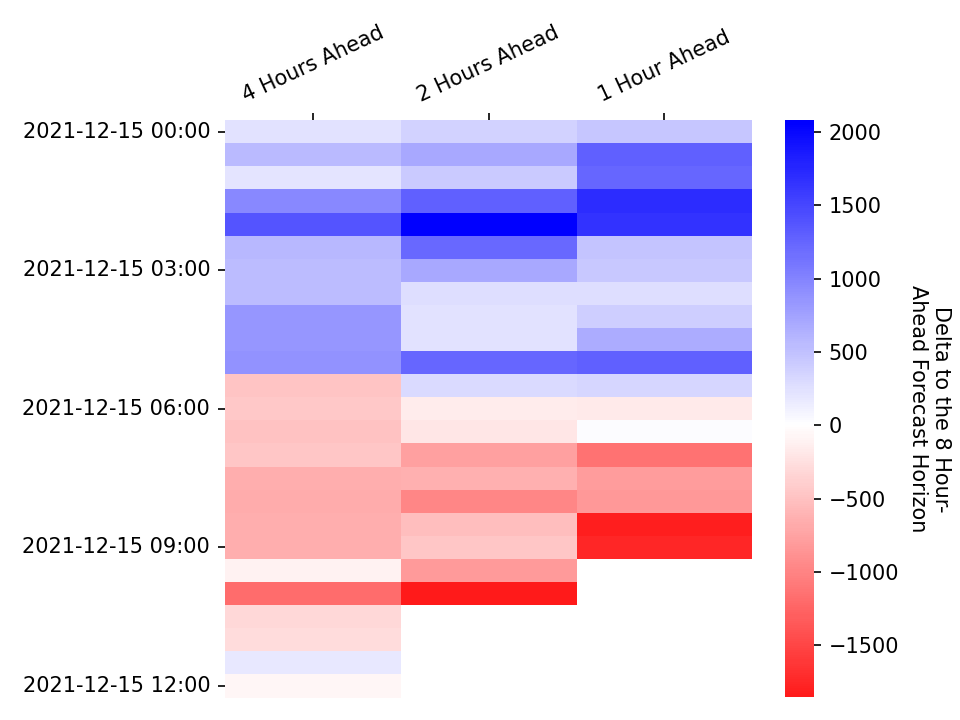 4 Hours Ahead
2 Hours Ahead
1 Hour Ahead
2021-12-15 00:00
2021-12-15 03:00
2021-12-15 06:00
2021-12-15 09:00
2021-12-15 12:00
2000
1500
1000
500
0
−500
−1000
−1500
Delta to the 8 Hour-
Ahead Forecast Horizon